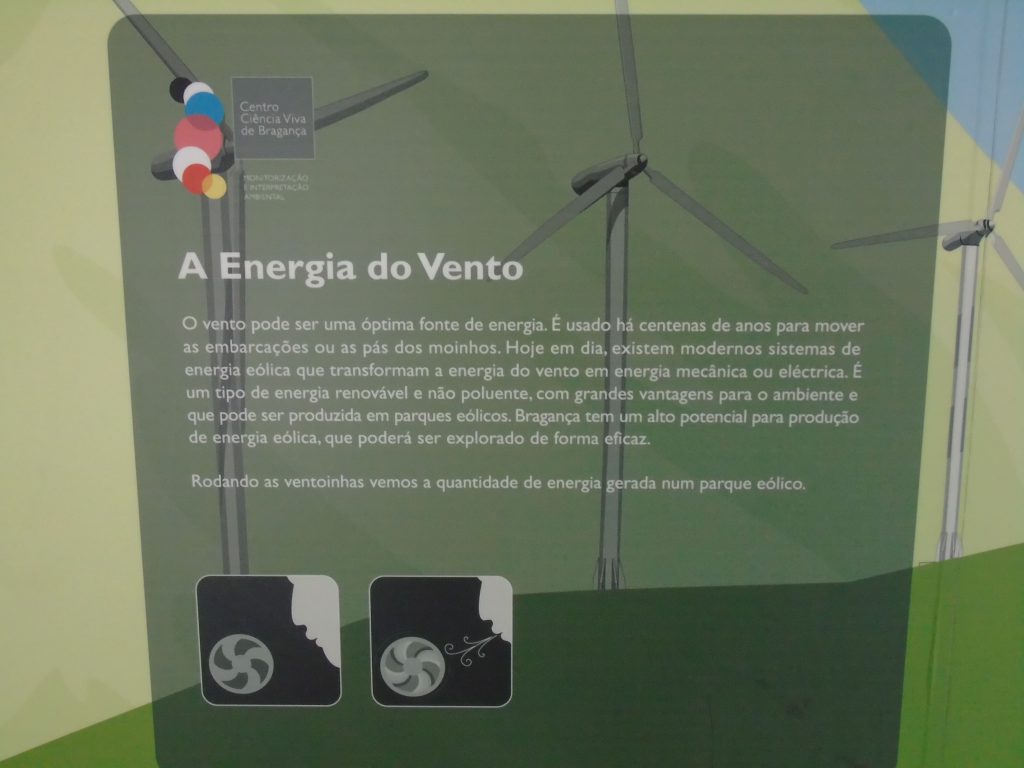 Centro
Ciência Viva
de Bragança
MONITORIZAÇÃO
E INTERPRETAÇÃO
AMBIENTAL
A Energia do Vento
O vento pode ser uma óptima fonte de energia. É usado há centenas de anos para mover
as embarcações ou as pás dos moinhos. Hoje em dia, existem modernos sistemas de
energia eólica que transformam a energia do vento em energia mecânica ou eléctrica. É
um tipo de energia renovável e não poluente, com grandes vantagens para o ambiente e
que pode ser produzida em parques eólicos. Bragança tem um alto potencial para produção
de energia eólica, que poderá ser explorado de forma eficaz.
Rodando as ventoinhas vemos a quantidade de energia gerada num parque eólico.